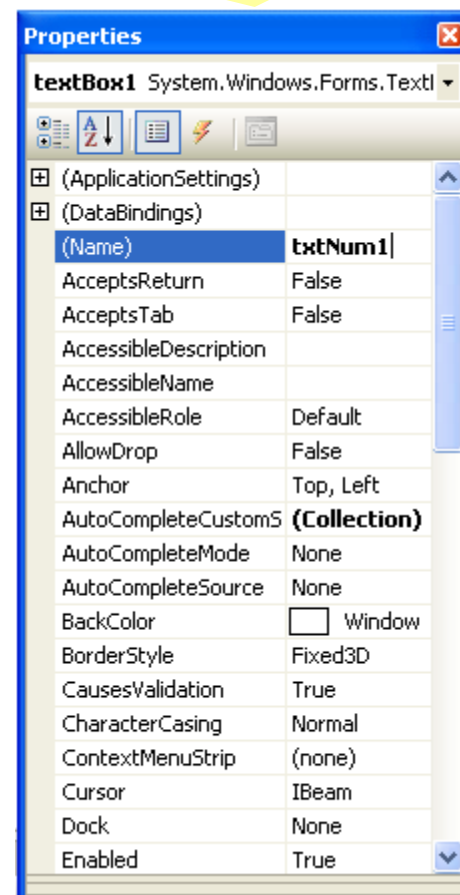 Properties
textBox1 System.Windows.Forms.Textl
(ApplicationSettings)
(DataBindings)
(Name) txtNum1
AcceptsReturn False
AcceptsTab False
AccessibleDescription
AccessibleName
AccessibleRole Default
AllowDrop False
Anchor Top, Left
AutoCompleteCustomS (Collection)
AutoCompleteMode None
AutoCompleteSource None
BackColor Window
BorderStyle Fixed3D
CausesValidation True
CharacterCasing Normal
ContextMenuStrip (none)
Cursor IBeam
Dock None
Enabled True